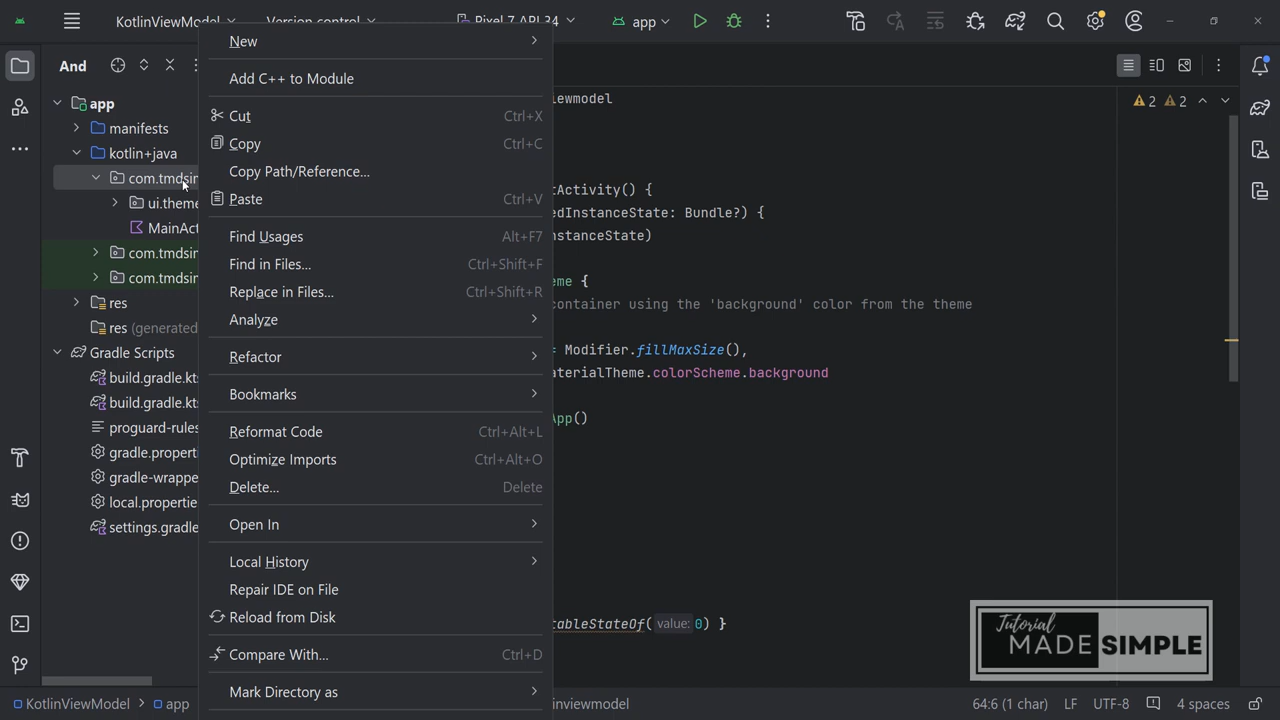 KotlinViewModel
Version control
Pixel 7 API 34
app
And
app
manifests
kotlin+java
com.tmdsin
ui.theme
MainAct
com.tmdsin
com.tmdsin
res
res (generated
Gradle Scripts
build.gradle.kts
build.gradle.kts
proguard-rules
gradle.properti
gradle-wrappe
local.propertie
settings.gradle
New
Add C++ to Module
Cut Ctrl+X
Copy Ctrl+C
Copy Path/Reference...
Paste Ctrl+V
Find Usages Alt+F7
Find in Files... Ctrl+Shift+F
Replace in Files... Ctrl+Shift+R
Analyze
Refactor
Bookmarks
Reformat Code Ctrl+Alt+L
Optimize Imports Ctrl+Alt+O
Delete... Delete
Open In
Local History
Repair IDE on File
Reload from Disk
Compare With... Ctrl+D
Mark Directory as
iewmodel
2 2
tActivity() {
edInstanceState: Bundle?) {
nstanceState)
eme {
container using the 'background' color from the theme
= Modifier.fillMaxSize(),
aterialTheme.colorScheme.background
App()
tableStateOf( value: 0) }
Tutorial
MADE SIMPLE
KotlinViewModel
app
inviewmodel
64:6 (1 char)
LF
UTF-8
4 spaces